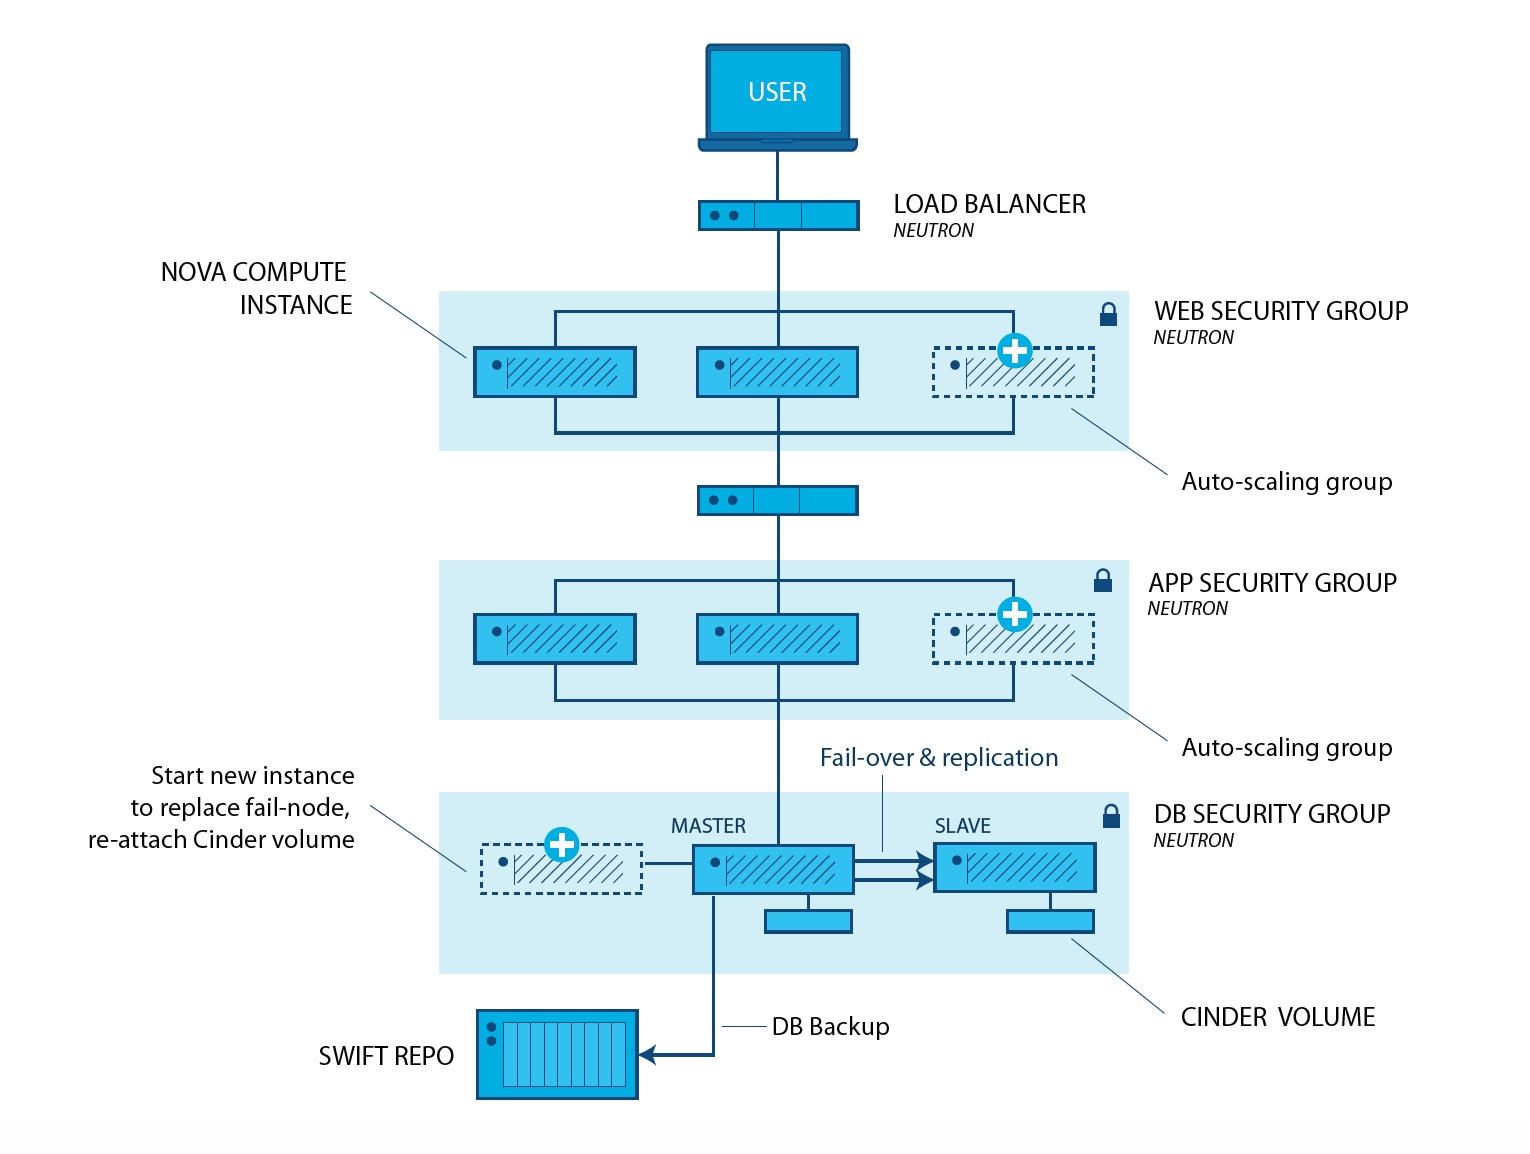 USER
LOAD BALANCER
NEUTRON
NOVA COMPUTE
INSTANCE
WEB SECURITY GROUP
NEUTRON
Auto-scaling group
APP SECURITY GROUP
NEUTRON
Auto-scaling group
Fail-over & replication
Start new instance
to replace fail-node,
re-attach Cinder volume
MASTER
SLAVE
DB SECURITY GROUP
NEUTRON
CINDER VOLUME
DB Backup
SWIFT REPO